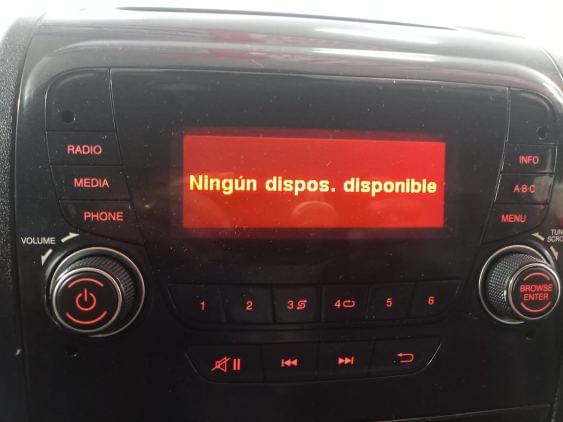 RADIO
MEDIA
PHONE
VOLUME
Ningún dispos. disponible
INFO
A-B-C
MENU
BROWSE
ENTER
1
2
3
4
5
6